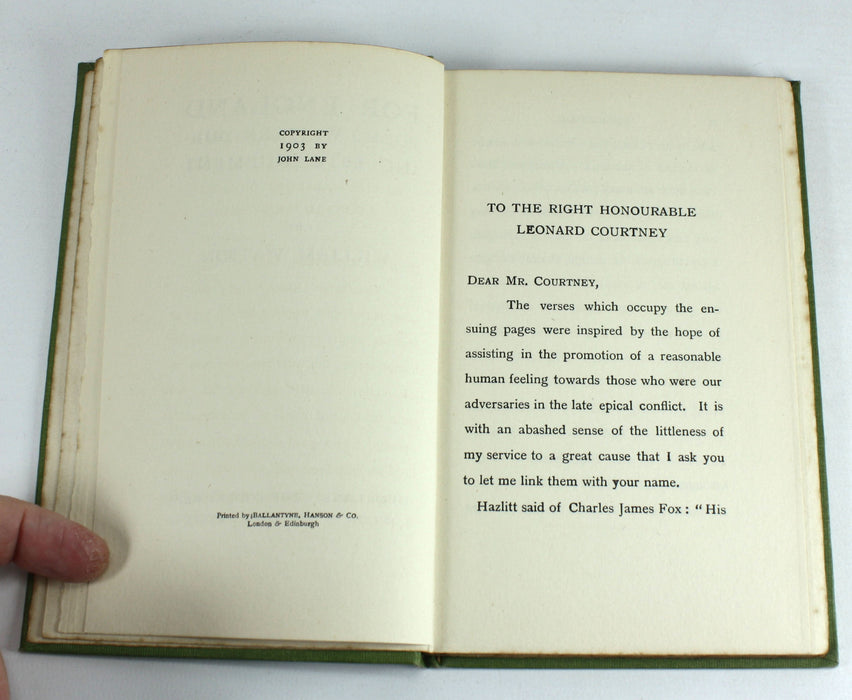 COPYRIGHT
1903 BY
JOHN LANE
Printed by BALLANTYNE, HANSON & CO.
London & Edinburgh
TO THE RIGHT HONOURABLE
LEONARD COURTNEY
DEAR MR. COURTNEY,
The verses which occupy the en-
suing pages were inspired by the hope of
assisting in the promotion of a reasonable
human feeling towards those who were our
adversaries in the late epical conflict. It is
with an abashed sense of the littleness of
my service to a great cause that I ask you
to let me link them with your name.
Hazlitt said of Charles James Fox: "His